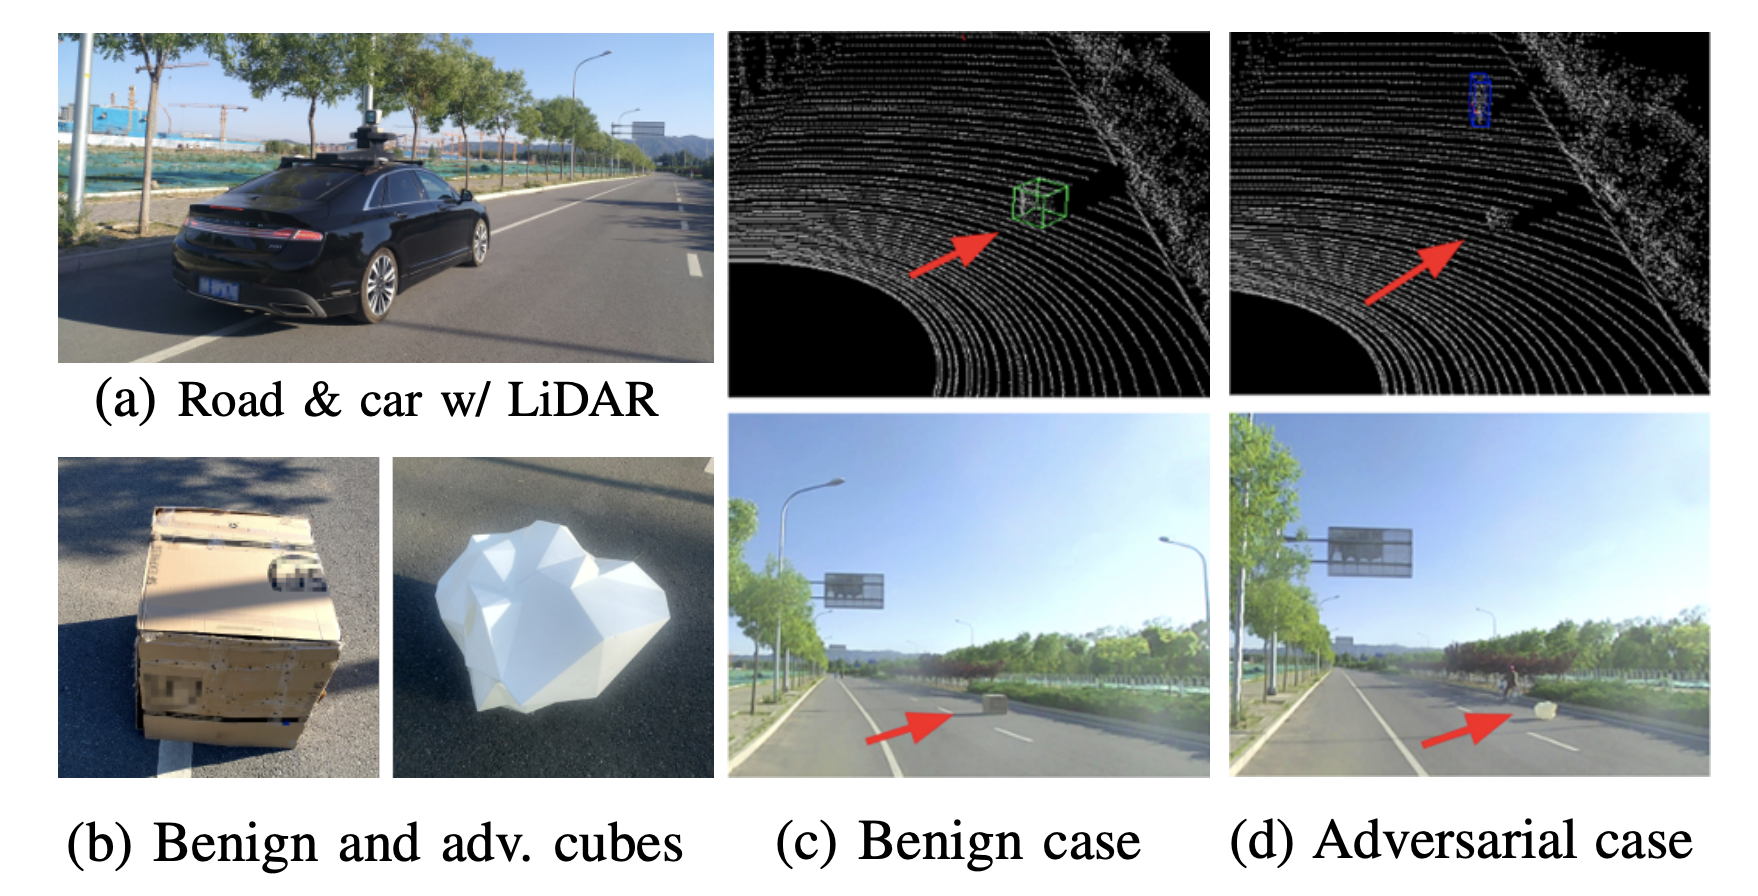 (a) Road & car w/ LiDAR
(b) Benign and adv. cubes
(c) Benign case
(d) Adversarial case